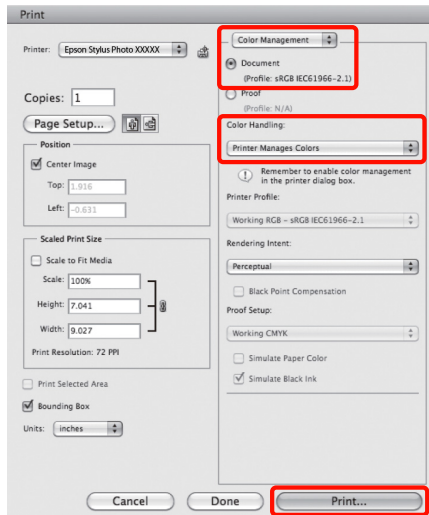 Print
Printer: Epson Stylus Photo XXXXX
Copies: 1
Page Setup...
Position
Center Image
Top: 1.916
Left: -0.631
Scaled Print Size
Scale to Fit Media
Scale: 100%
Height: 7.041
Width: 9.027
Print Resolution: 72 PPI
Print Selected Area
Bounding Box
Units: inches
Color Management
Document
(Profile: sRGB IEC61966-2.1)
Proof
(Profile: N/A)
Color Handling:
Printer Manages Colors
Remember to enable color management
in the printer dialog box.
Printer Profile:
Working RGB - sRGB IEC61966-2.1
Rendering Intent:
Perceptual
Black Point Compensation
Proof Setup:
Working CMYK
Simulate Paper Color
Simulate Black Ink
Cancel
Done
Print...